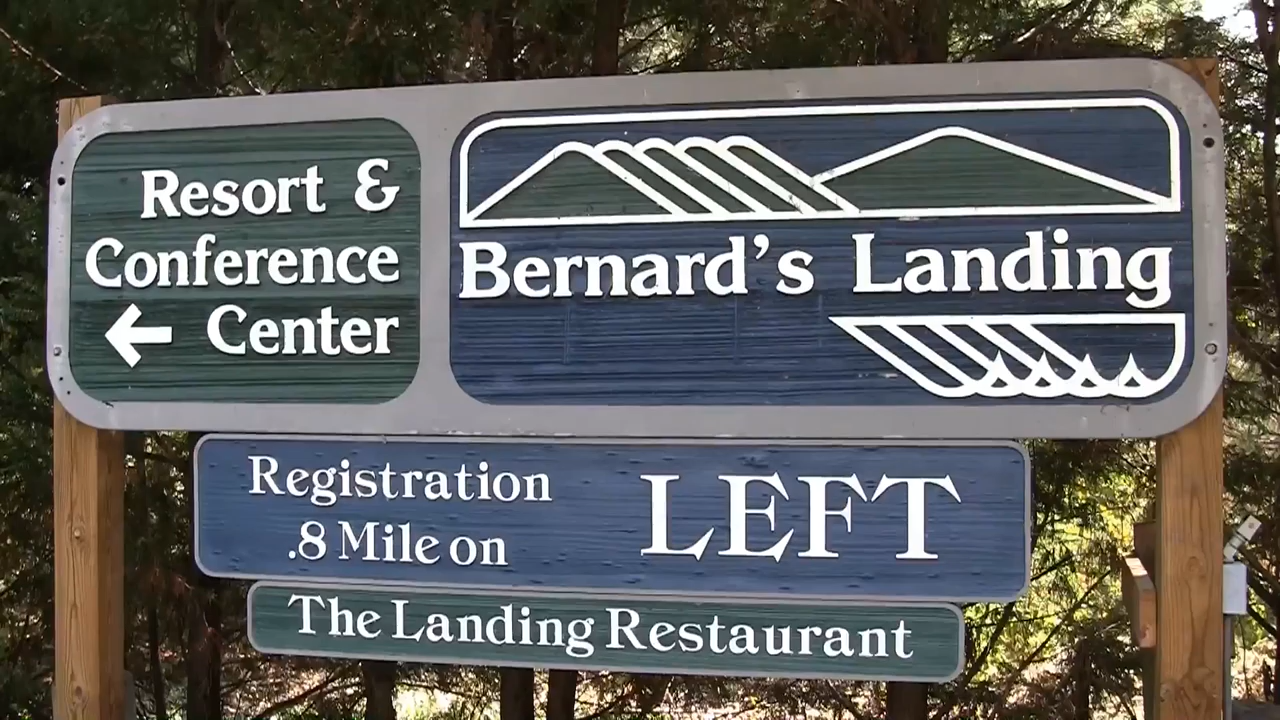 Resort &
Conference
Center
Bernard's Landing
Registration
.8 Mile on
LEFT
The Landing Restaurant